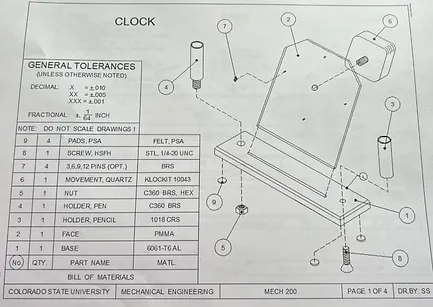 CLOCK
GENERAL TOLERANCES
(UNLESS OTHERWISE NOTED)
DECIMAL: .X =±.010
.XX =±.005
.XXX =±.001
FRACTIONAL: ± 1/64 INCH
NOTE: DO NOT SCALE DRAWINGS !
9 4 PADS, PSA FELT, PSA
8 1 SCREW, HSFH STL, 1/4-20 UNC
7 4 3,6,9,12 PINS (OPT.) BRS
6 1 MOVEMENT, QUARTZ KLOCKIT 10043
5 1 NUT C360 BRS, HEX
4 1 HOLDER, PEN C360 BRS
3 1 HOLDER, PENCIL 1018 CRS
2 1 FACE PMMA
1 1 BASE 6061-T6 AL
No QTY. PART NAME MATL.
BILL OF MATERIALS
2
6
7
4
3
1
9
5
8
COLORADO STATE UNIVERSITY MECHANICAL ENGINEERING MECH 200 PAGE 1 OF 4 DR.BY: SS